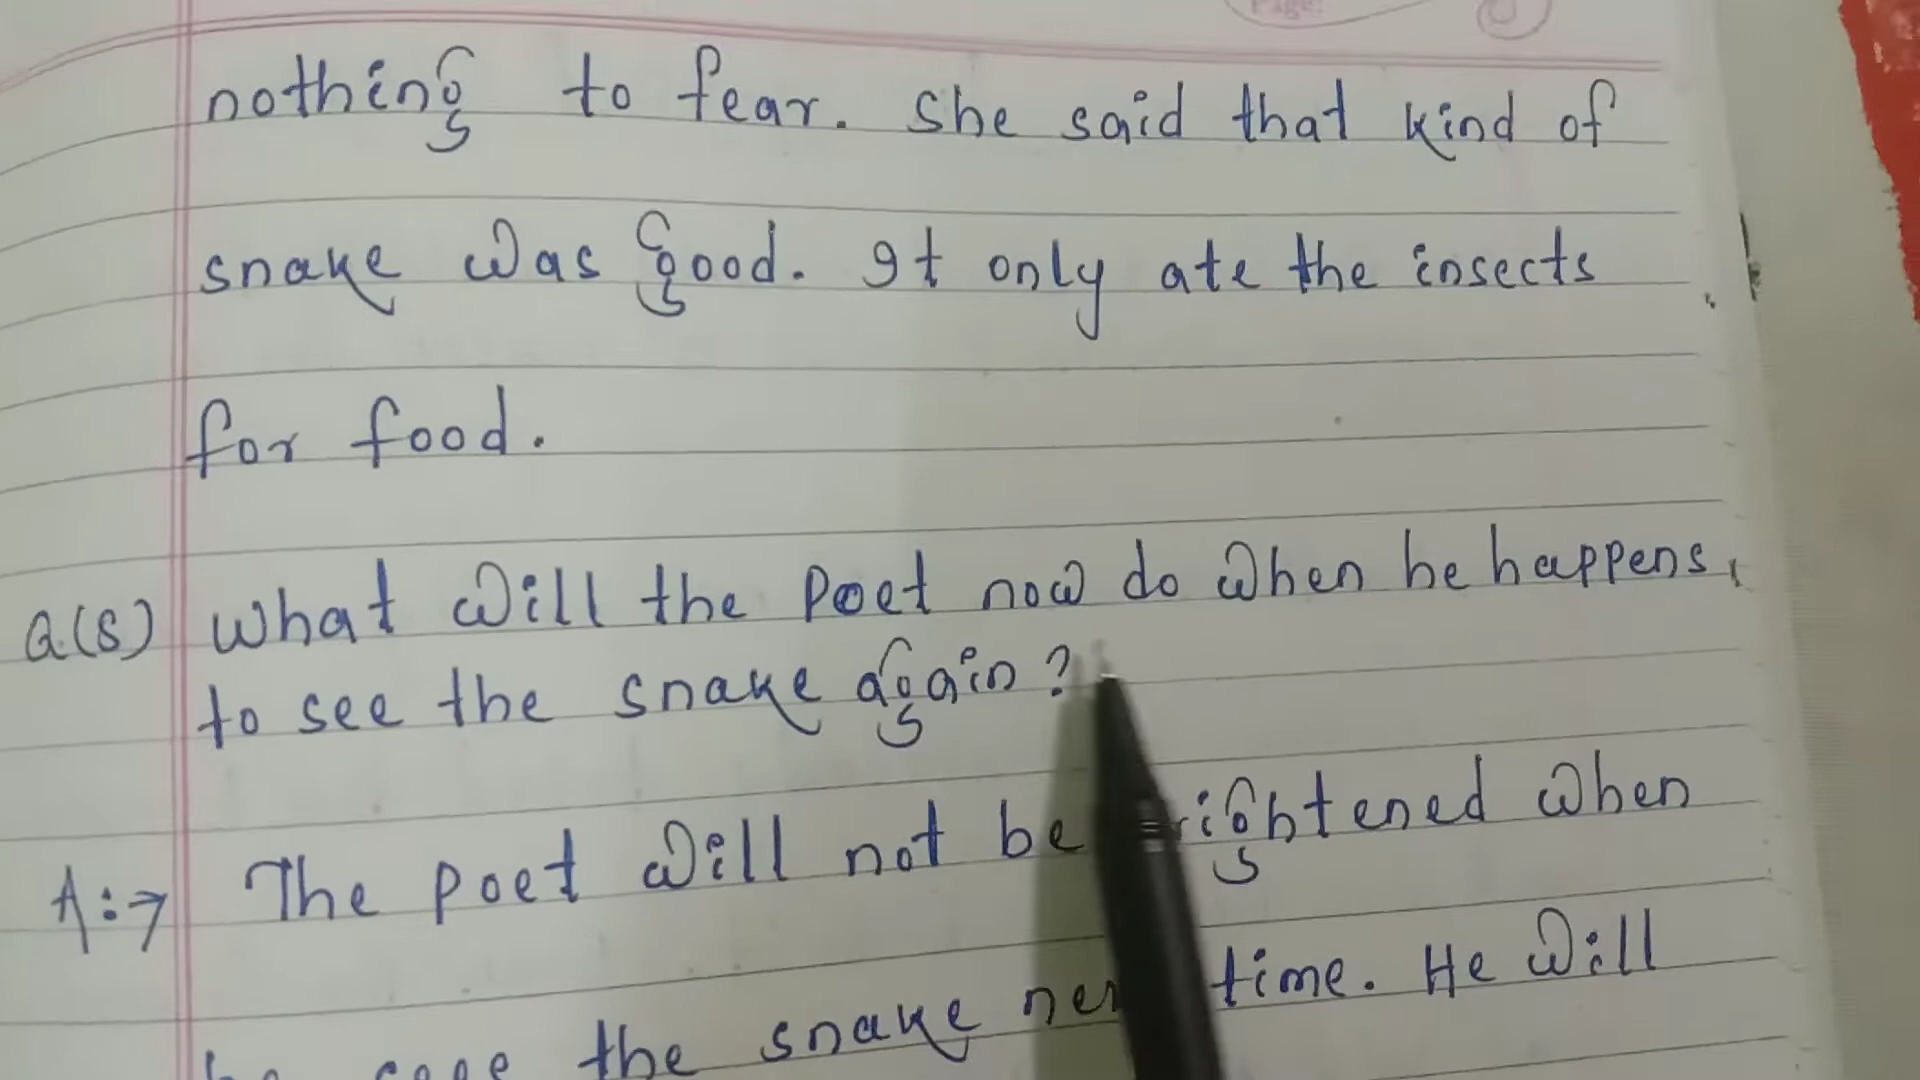 nothing to fear. She said that kind of
snake was good. It only ate the insects
for food.
Q(8) What will the Poet now do when he happens
to see the snake again?
A:→ The poet will not be when
the snake time. He will